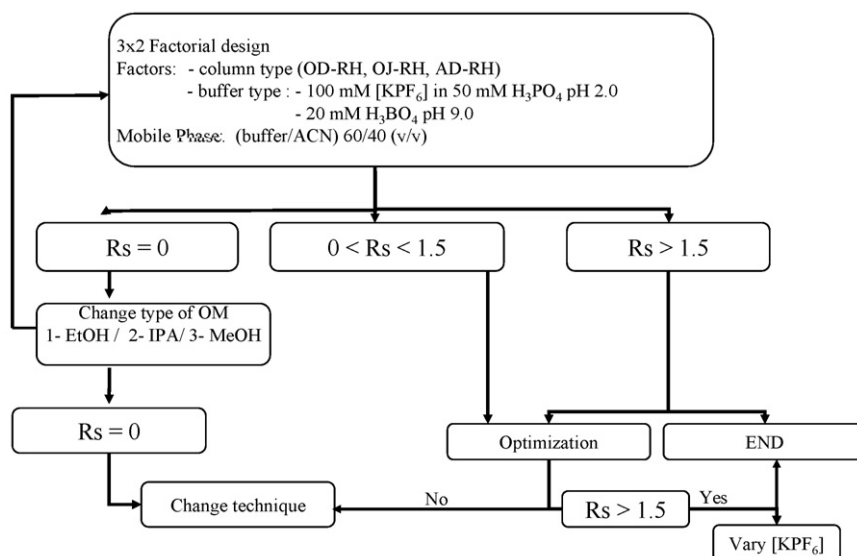 3x2 Factorial design
Factors: - column type (OD-RH, OJ-RH, AD-RH)
- buffer type : - 100 mM [KPF6] in 50 mM H3PO4 pH 2.0
- 20 mM H3BO4 pH 9.0
Mobile Phase: (buffer/ACN) 60/40 (v/v)
Rs = 0
0 < Rs < 1.5
Rs > 1.5
Change type of OM
1- EtOH / 2- IPA/ 3- MeOH
Rs = 0
Optimization
END
Change technique
No
Rs > 1.5
Yes
Vary [KPF6]